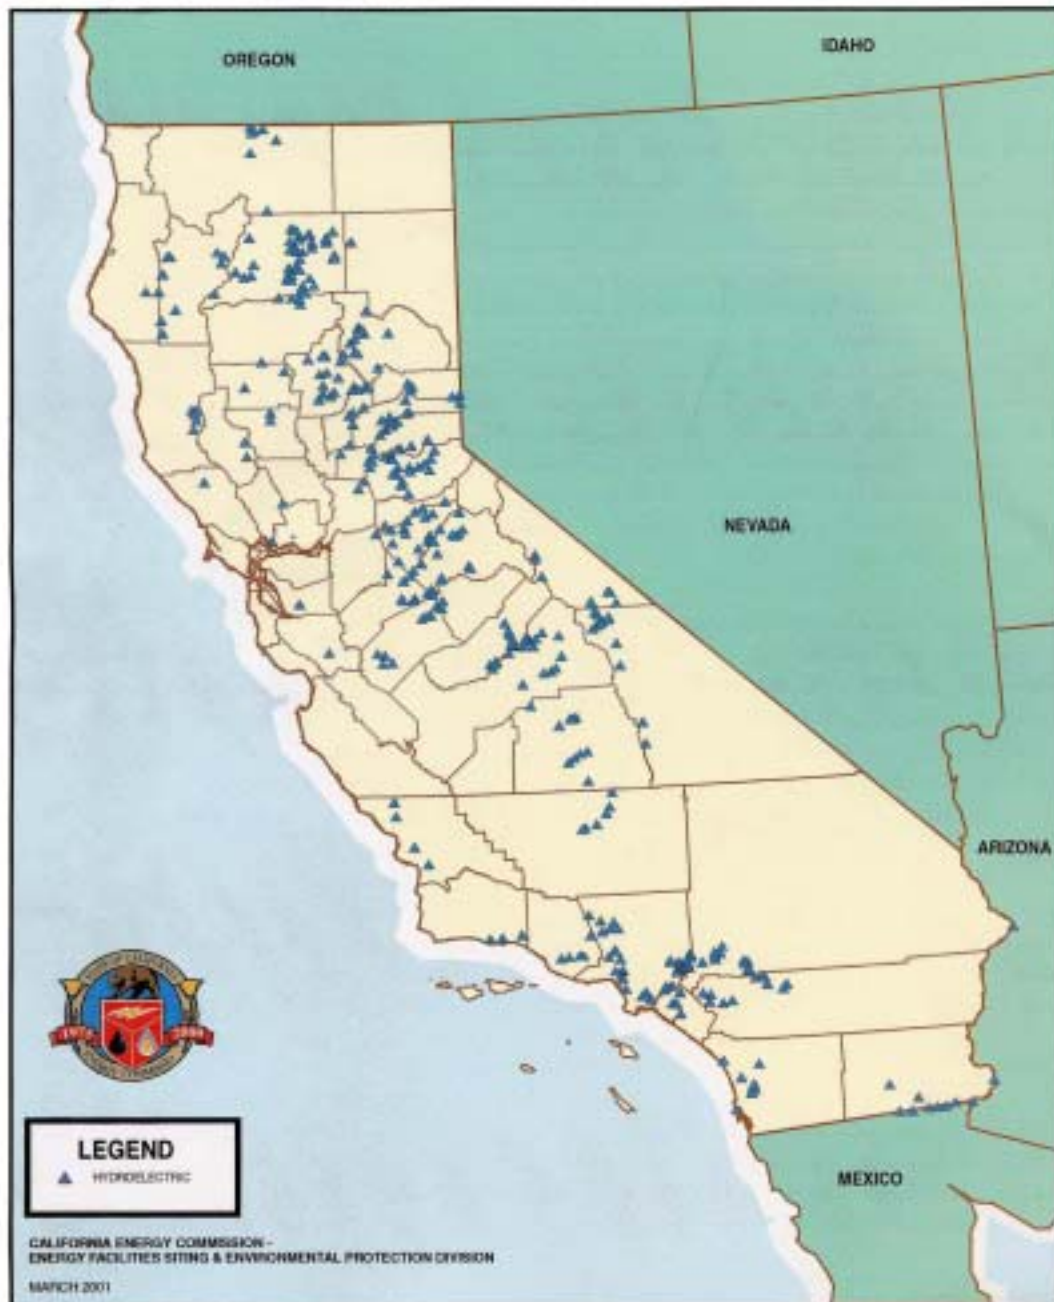 OREGON
IDAHO
NEVADA
ARIZONA
MEXICO
LEGEND
HYDROELECTRIC
CALIFORNIA ENERGY COMMISSION -
ENERGY FACILITIES SITING & ENVIRONMENTAL PROTECTION DIVISION
MARCH 2001